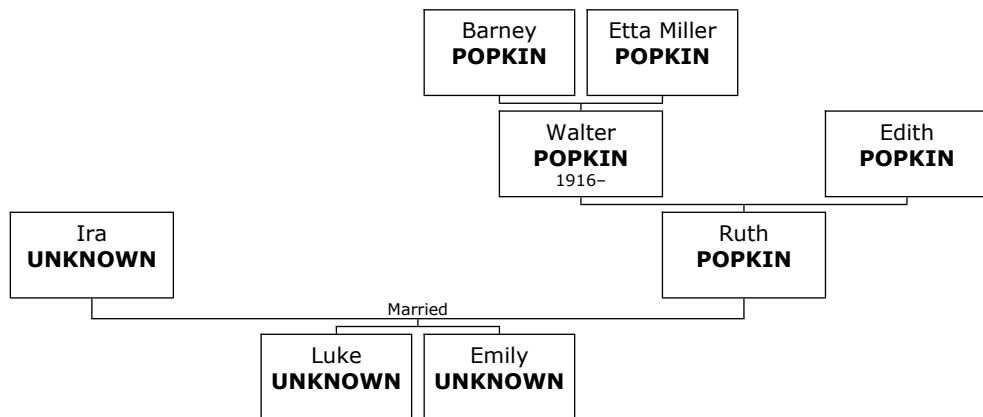 Barney
POPKIN
Etta Miller
POPKIN
Walter
POPKIN
1916–
Edith
POPKIN
Ira
UNKNOWN
Ruth
POPKIN
Married
Luke
UNKNOWN
Emily
UNKNOWN